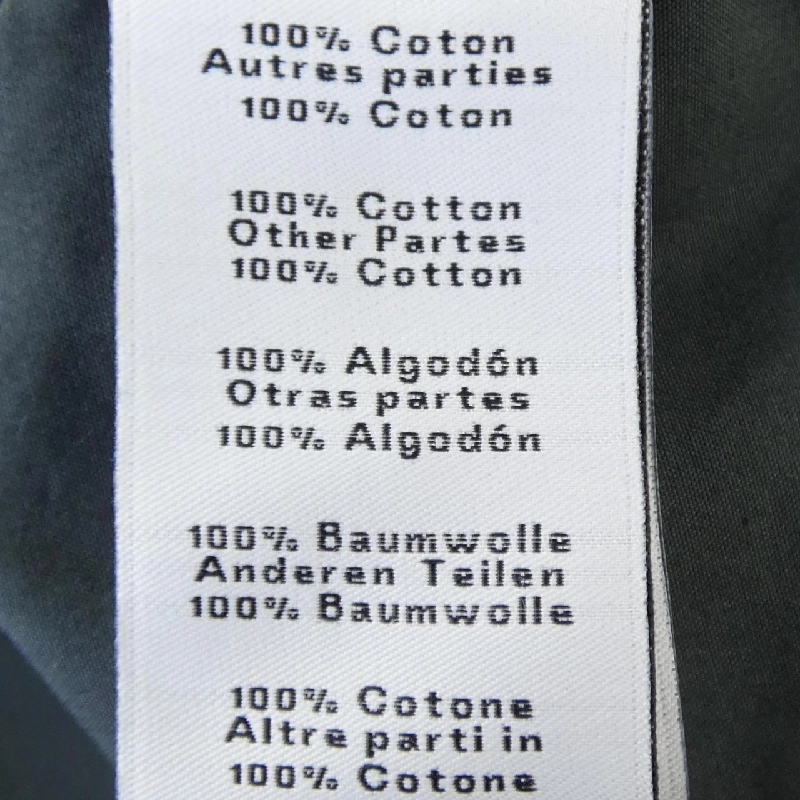 100% Coton
Autres parties
100% Coton
100% Cotton
Other Partes
100% Cotton
100% Algodón
Otras partes
100% Algodón
100% Baumwolle
Anderen Teilen
100% Baumwolle
100% Cotone
Altre parti in
100% Cotone